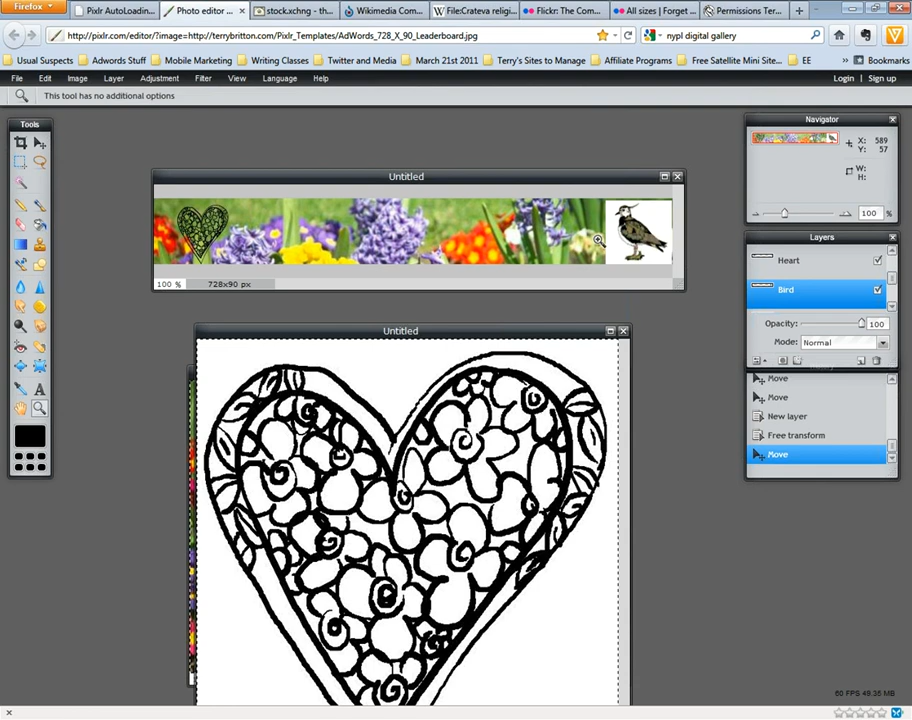 Firefox
Pixlr AutoLoadin...
Photo editor ...
stock.xchng - th...
Wikimedia Com...
File:Crateva religi...
Flickr: The Com...
All sizes | Forget ...
Permissions Ter...
http://pixlr.com/editor/?image=http://terrybritton.com/Pixlr_Templates/AdWords_728_X_90_Leaderboard.jpg
nypl digital gallery
Usual Suspects
Adwords Stuff
Mobile Marketing
Writing Classes
Twitter and Media
March 21st 2011
Terry's Sites to Manage
Affiliate Programs
Free Satellite Mini Site...
EE
Bookmarks
File Edit Image Layer Adjustment Filter View Language Help
Login | Sign up
This tool has no additional options
Tools
Untitled
100 % 728x90 px
Untitled
Navigator
X: 589
Y: 57
W:
H:
100 %
Layers
Heart
Bird
Opacity: 100
Mode: Normal
Move
Move
New layer
Free transform
Move
60 FPS 49.35 MB